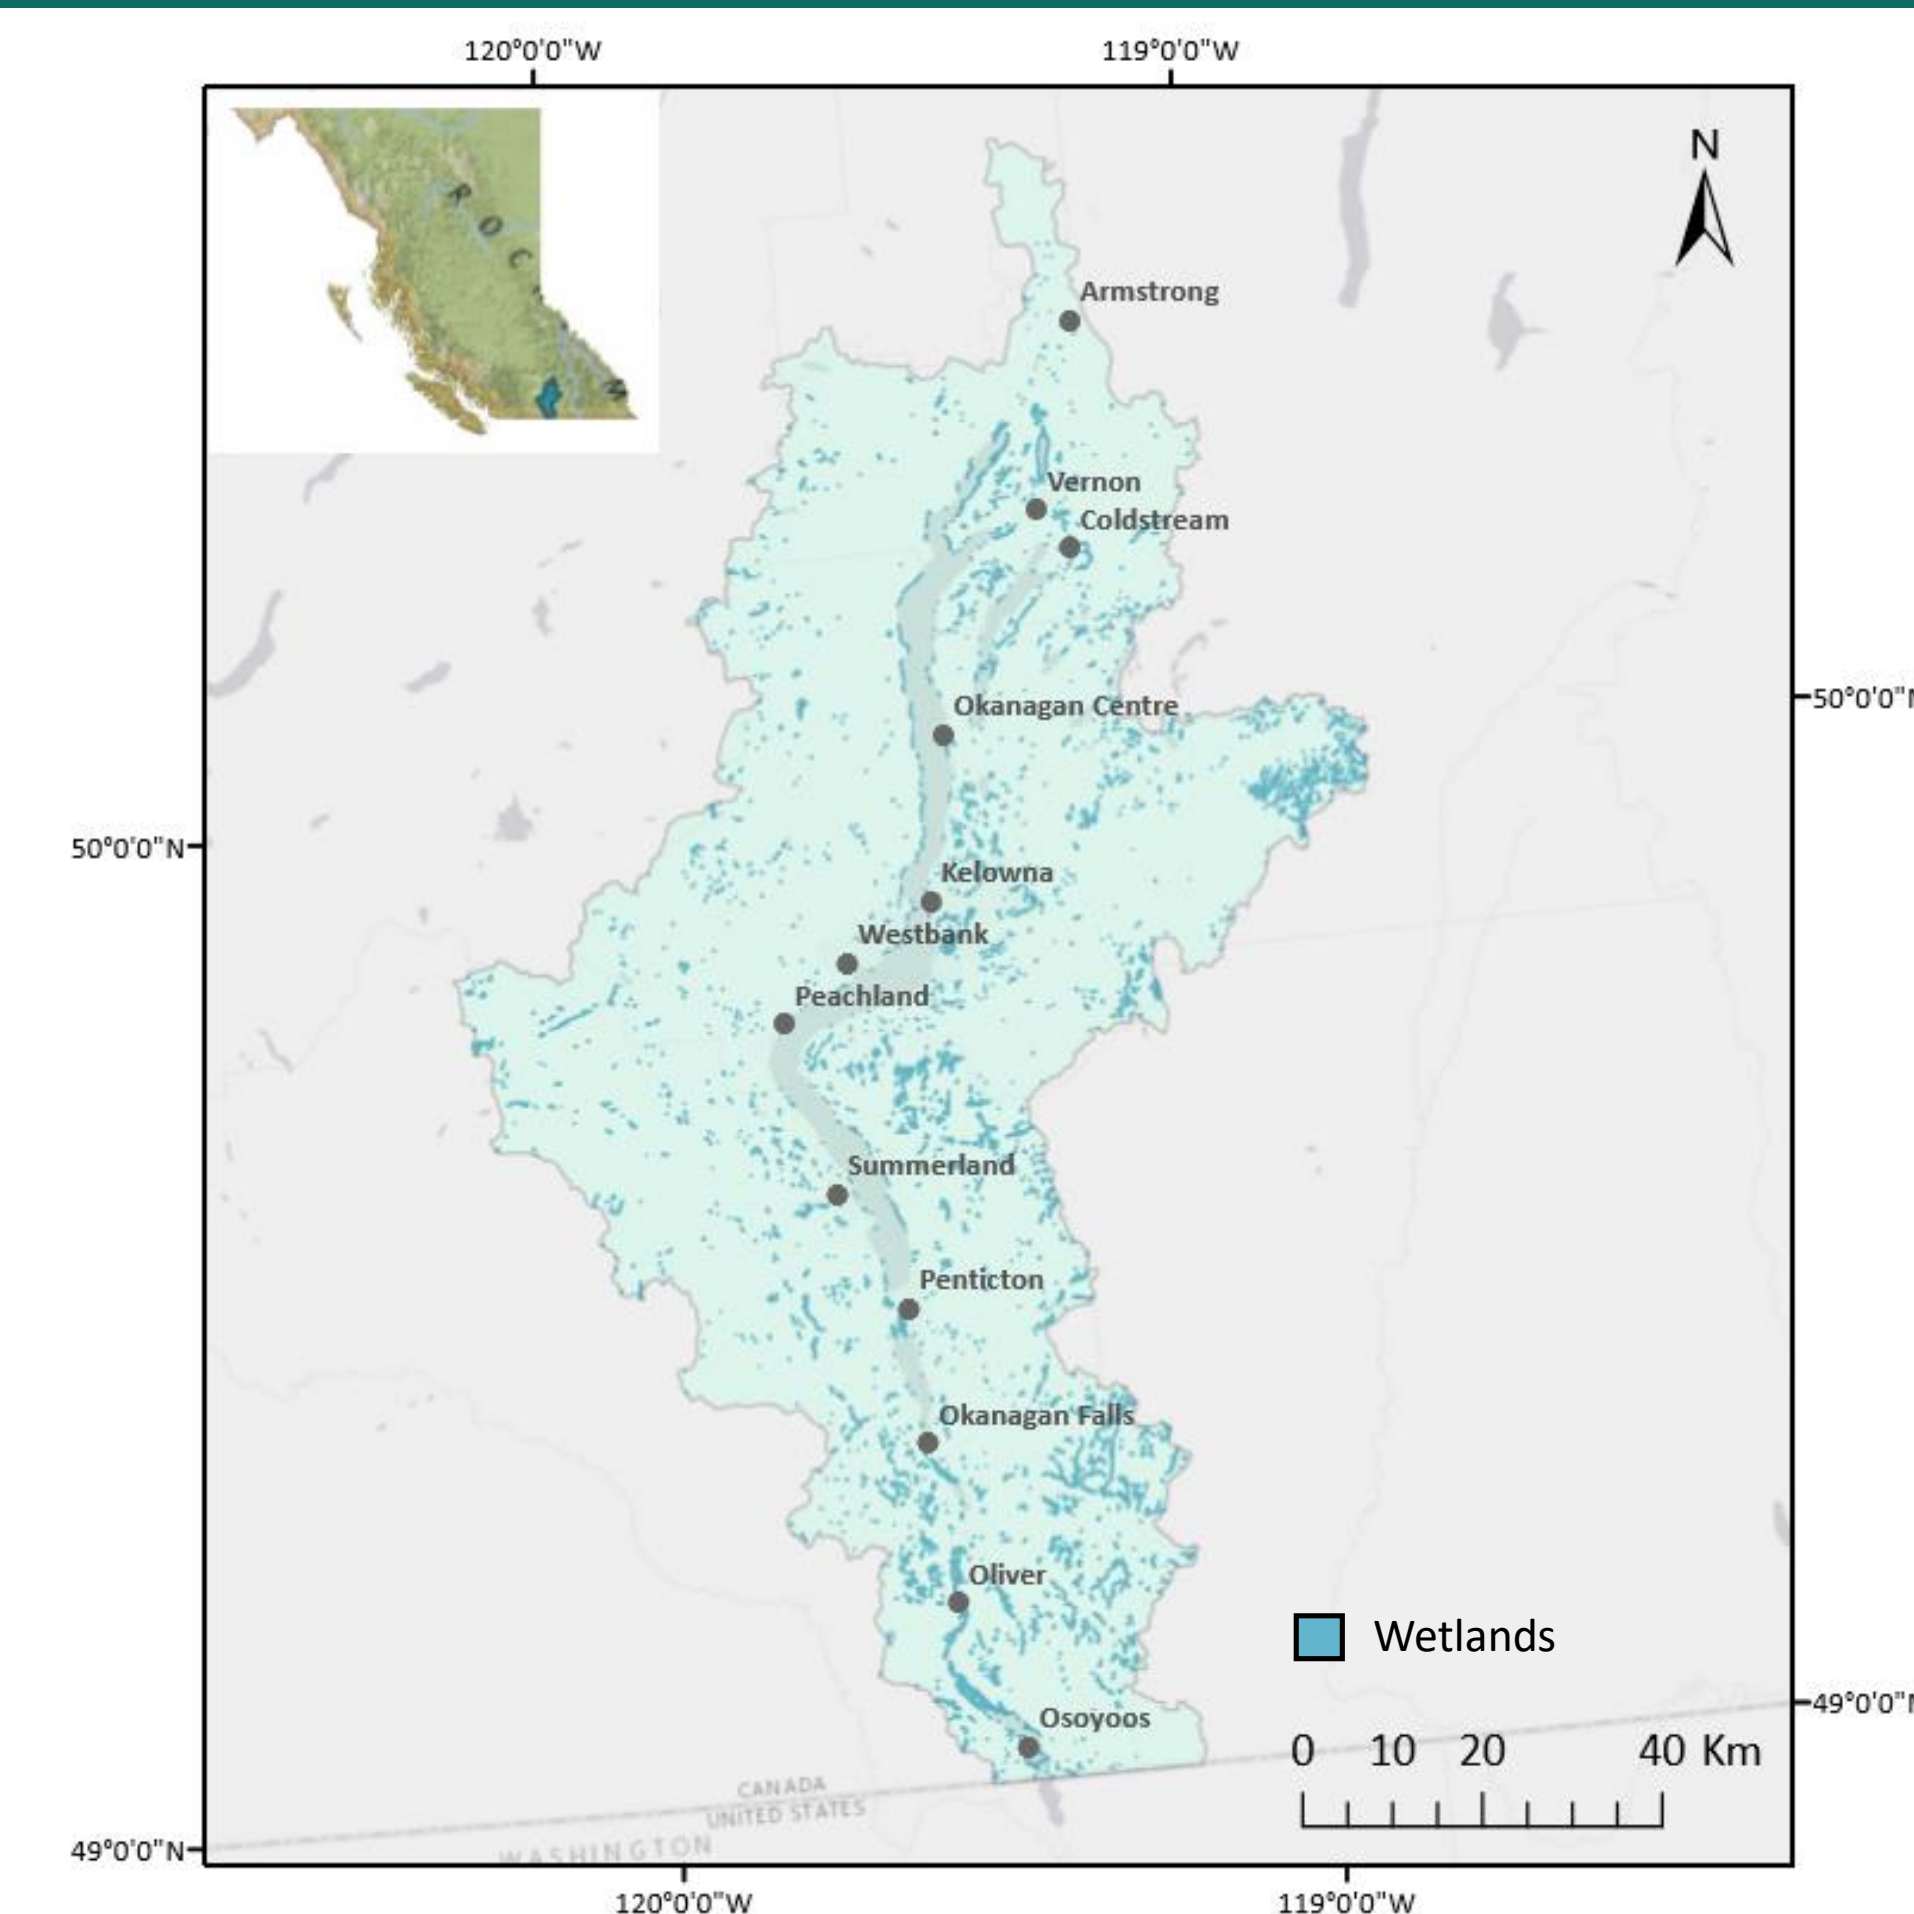 120°0'0"W
119°0'0"W
R O C
M
N
Armstrong
Vernon
Coldstream
50°0'0"N
Okanagan Centre
50°0'0"N
Kelowna
Westbank
Peachland
Summerland
Penticton
Okanagan Falls
Oliver
Wetlands
49°0'0"N
Osoyoos
0 10 20 40 Km
CANADA
UNITED STATES
WASHINGTON
49°0'0"N
120°0'0"W
119°0'0"W